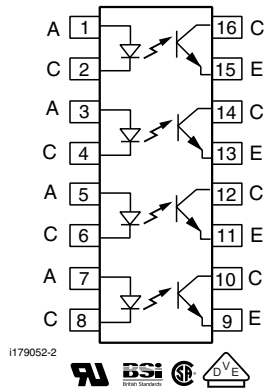 A 1 16 C
C 2 15 E
A 3 14 C
C 4 13 E
A 5 12 C
C 6 11 E
A 7 10 C
C 8 9 E
i179052-2
BSi
British Standards
D V E